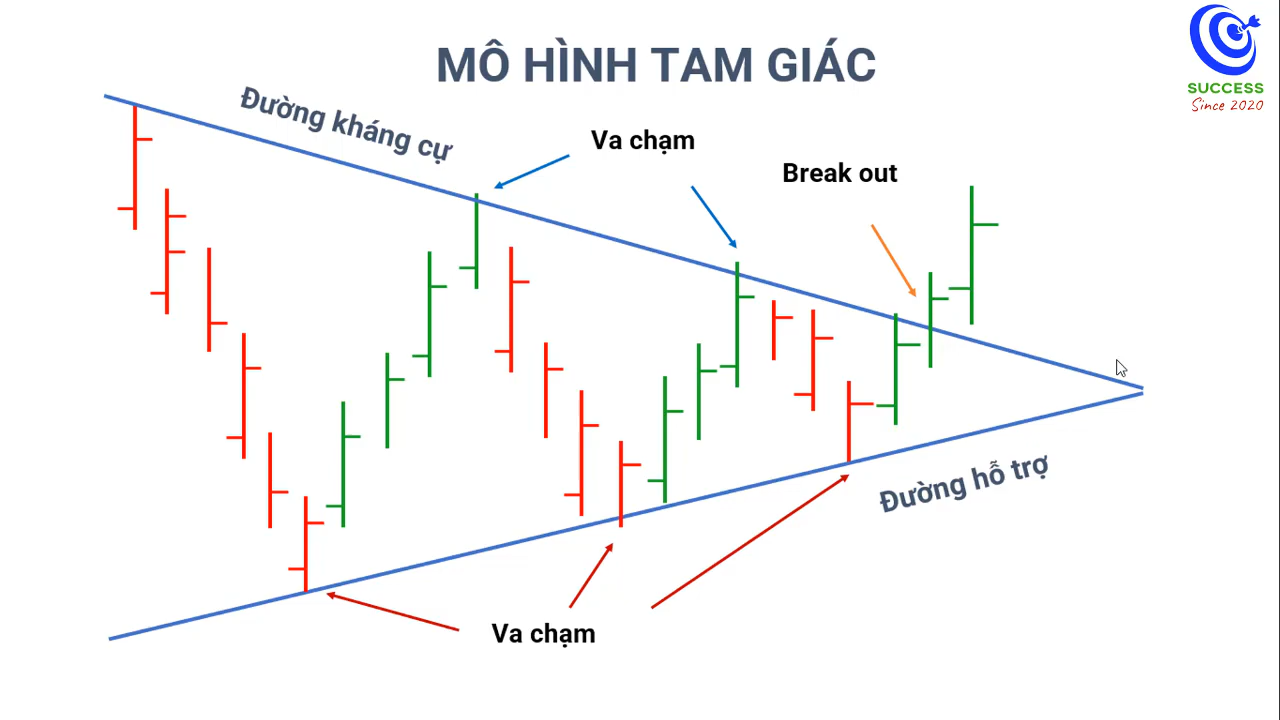 MÔ HÌNH TAM GIÁC
SUCCESS
Since 2020
Đường kháng cự
Va chạm
Break out
Đường hỗ trợ
Va chạm